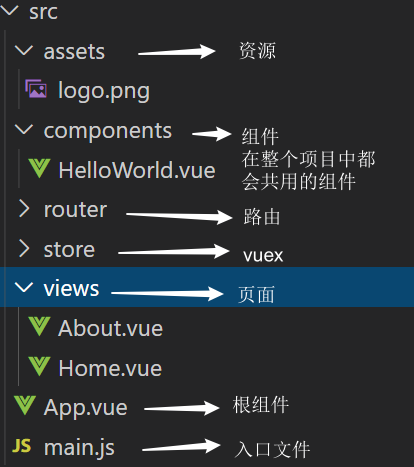 src
assets 资源
logo.png
components 组件
在整个项目中都
HelloWorld.vue 会共用的组件
router 路由
store vuex
views 页面
About.vue
Home.vue
App.vue 根组件
JS main.js 入口文件